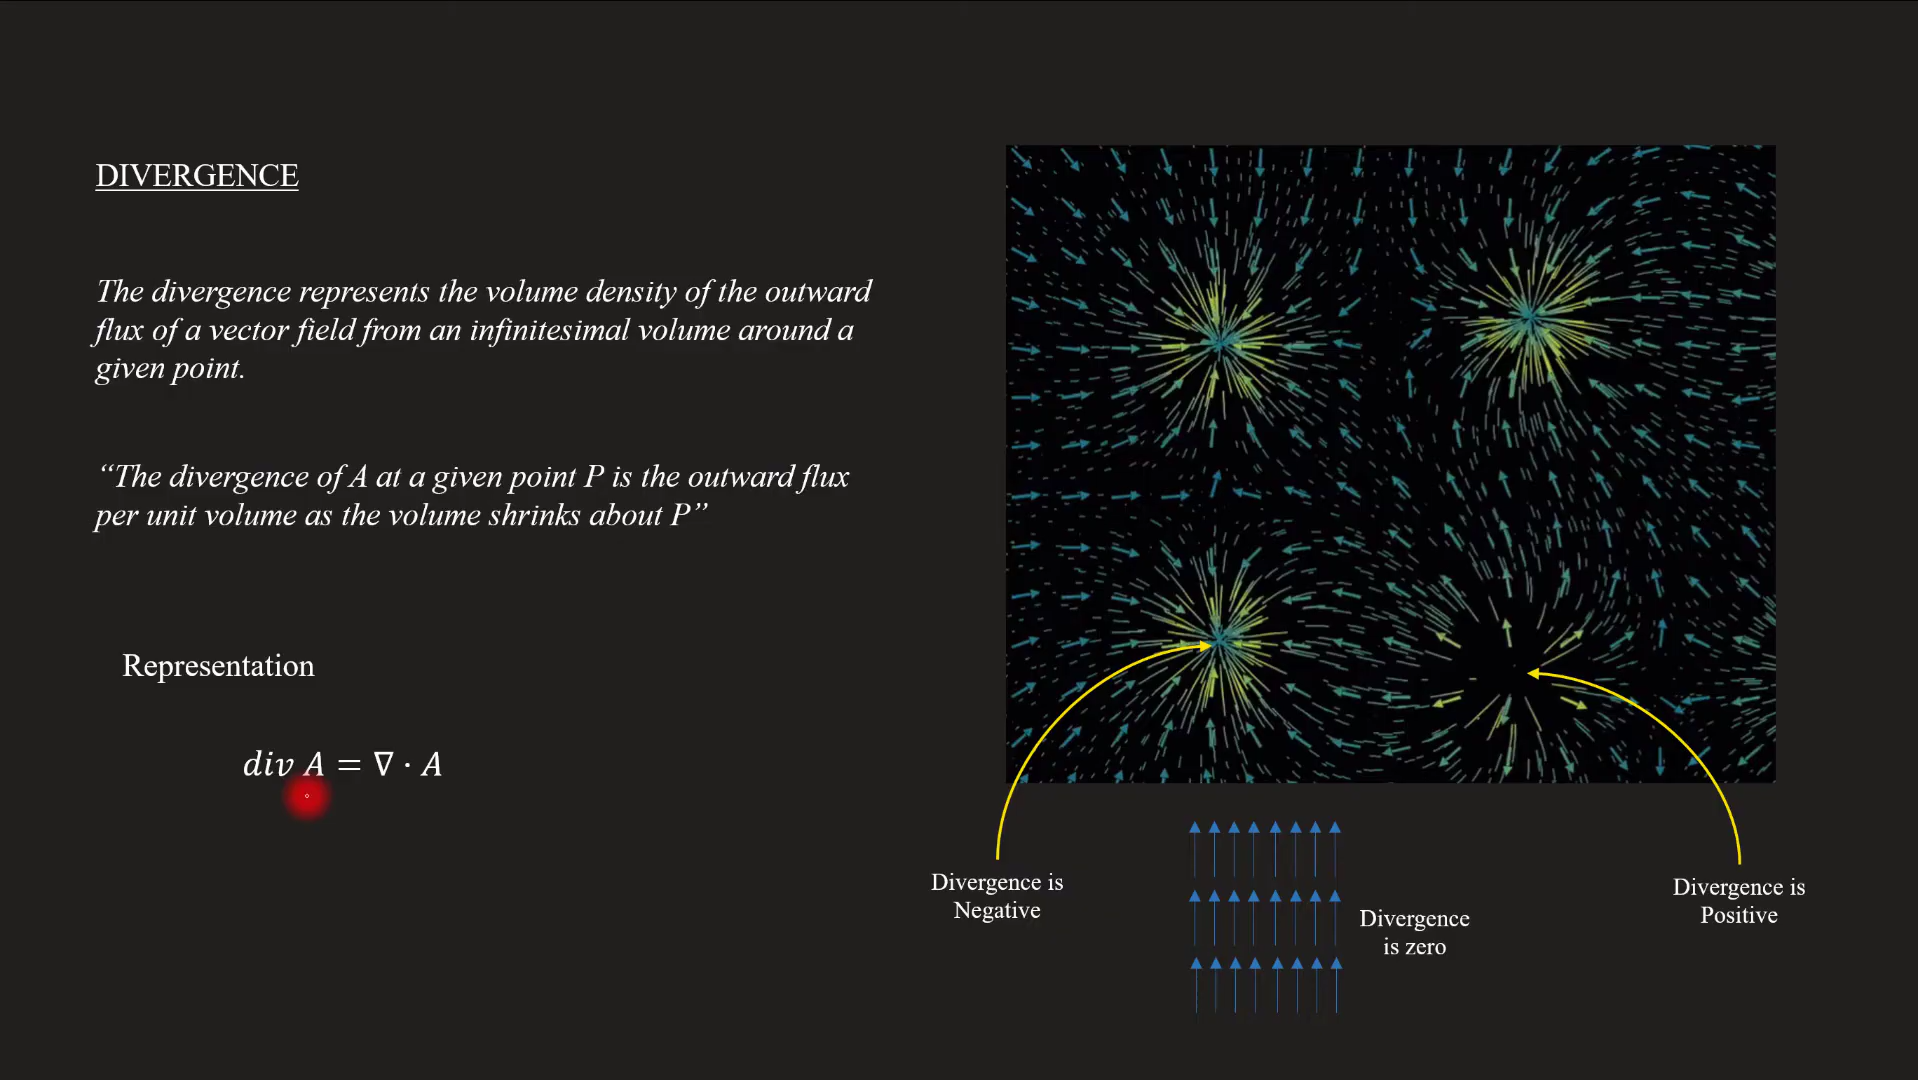 DIVERGENCE
The divergence represents the volume density of the outward
flux of a vector field from an infinitesimal volume around a
given point.
“The divergence of A at a given point P is the outward flux
per unit volume as the volume shrinks about P”
Representation
div A = ∇ · A
Divergence is
Negative
Divergence
is zero
Divergence is
Positive